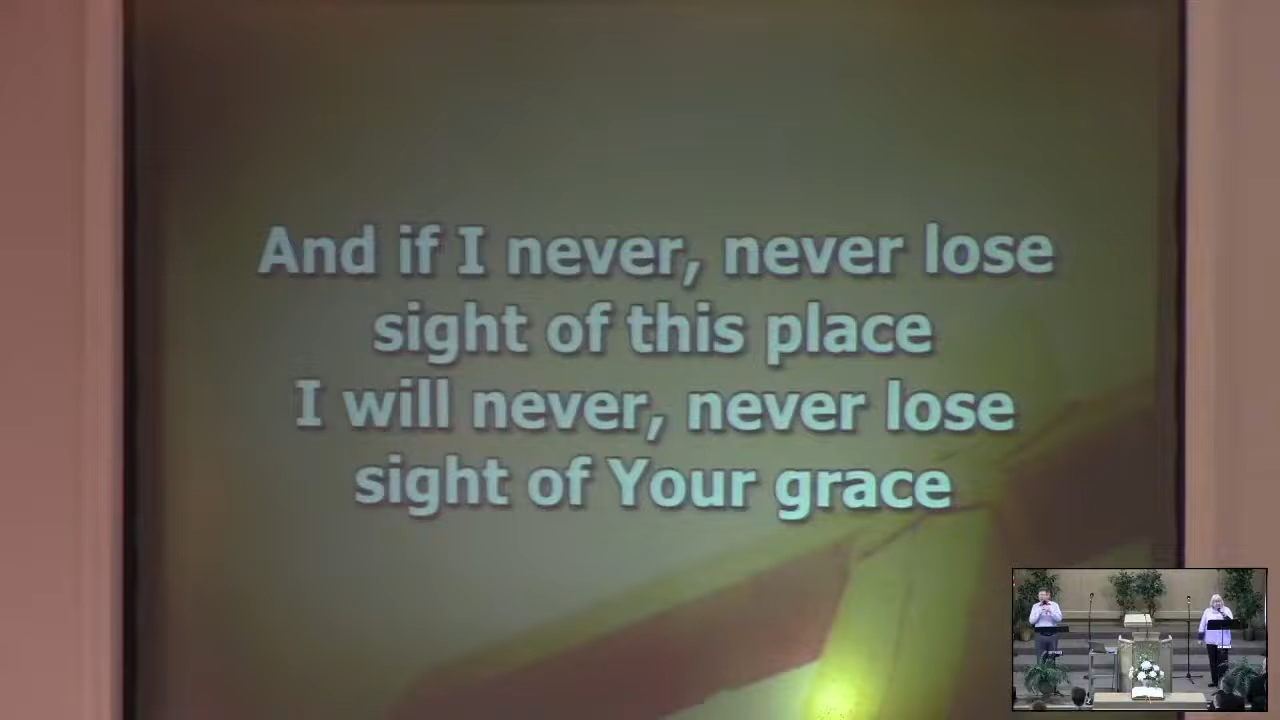 And if I never, never lose
sight of this place
I will never, never lose
sight of Your grace